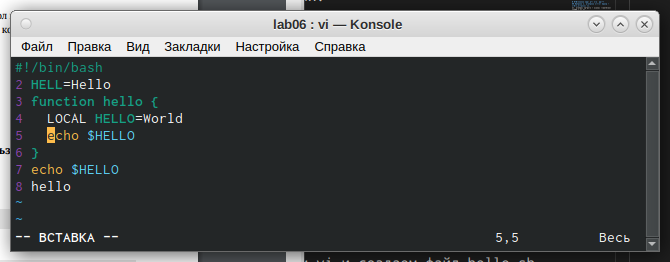 lab06 : vi — Konsole
Файл Правка Вид Закладки Настройка Справка
#!/bin/bash
2 HELL=Hello
3 function hello {
4   LOCAL HELLO=World
5   echo $HELLO
6 }
7 echo $HELLO
8 hello
~
~
-- ВСТАВКА -- 5,5 Весь